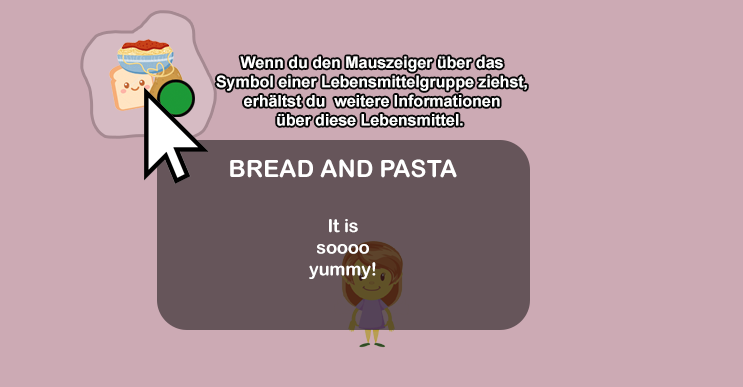 Wenn du den Mauszeiger über das
Symbol einer Lebensmittelgruppe ziehst,
erhältst du  weitere Informationen
über diese Lebensmittel.
BREAD AND PASTA
It is
soooo
yummy!